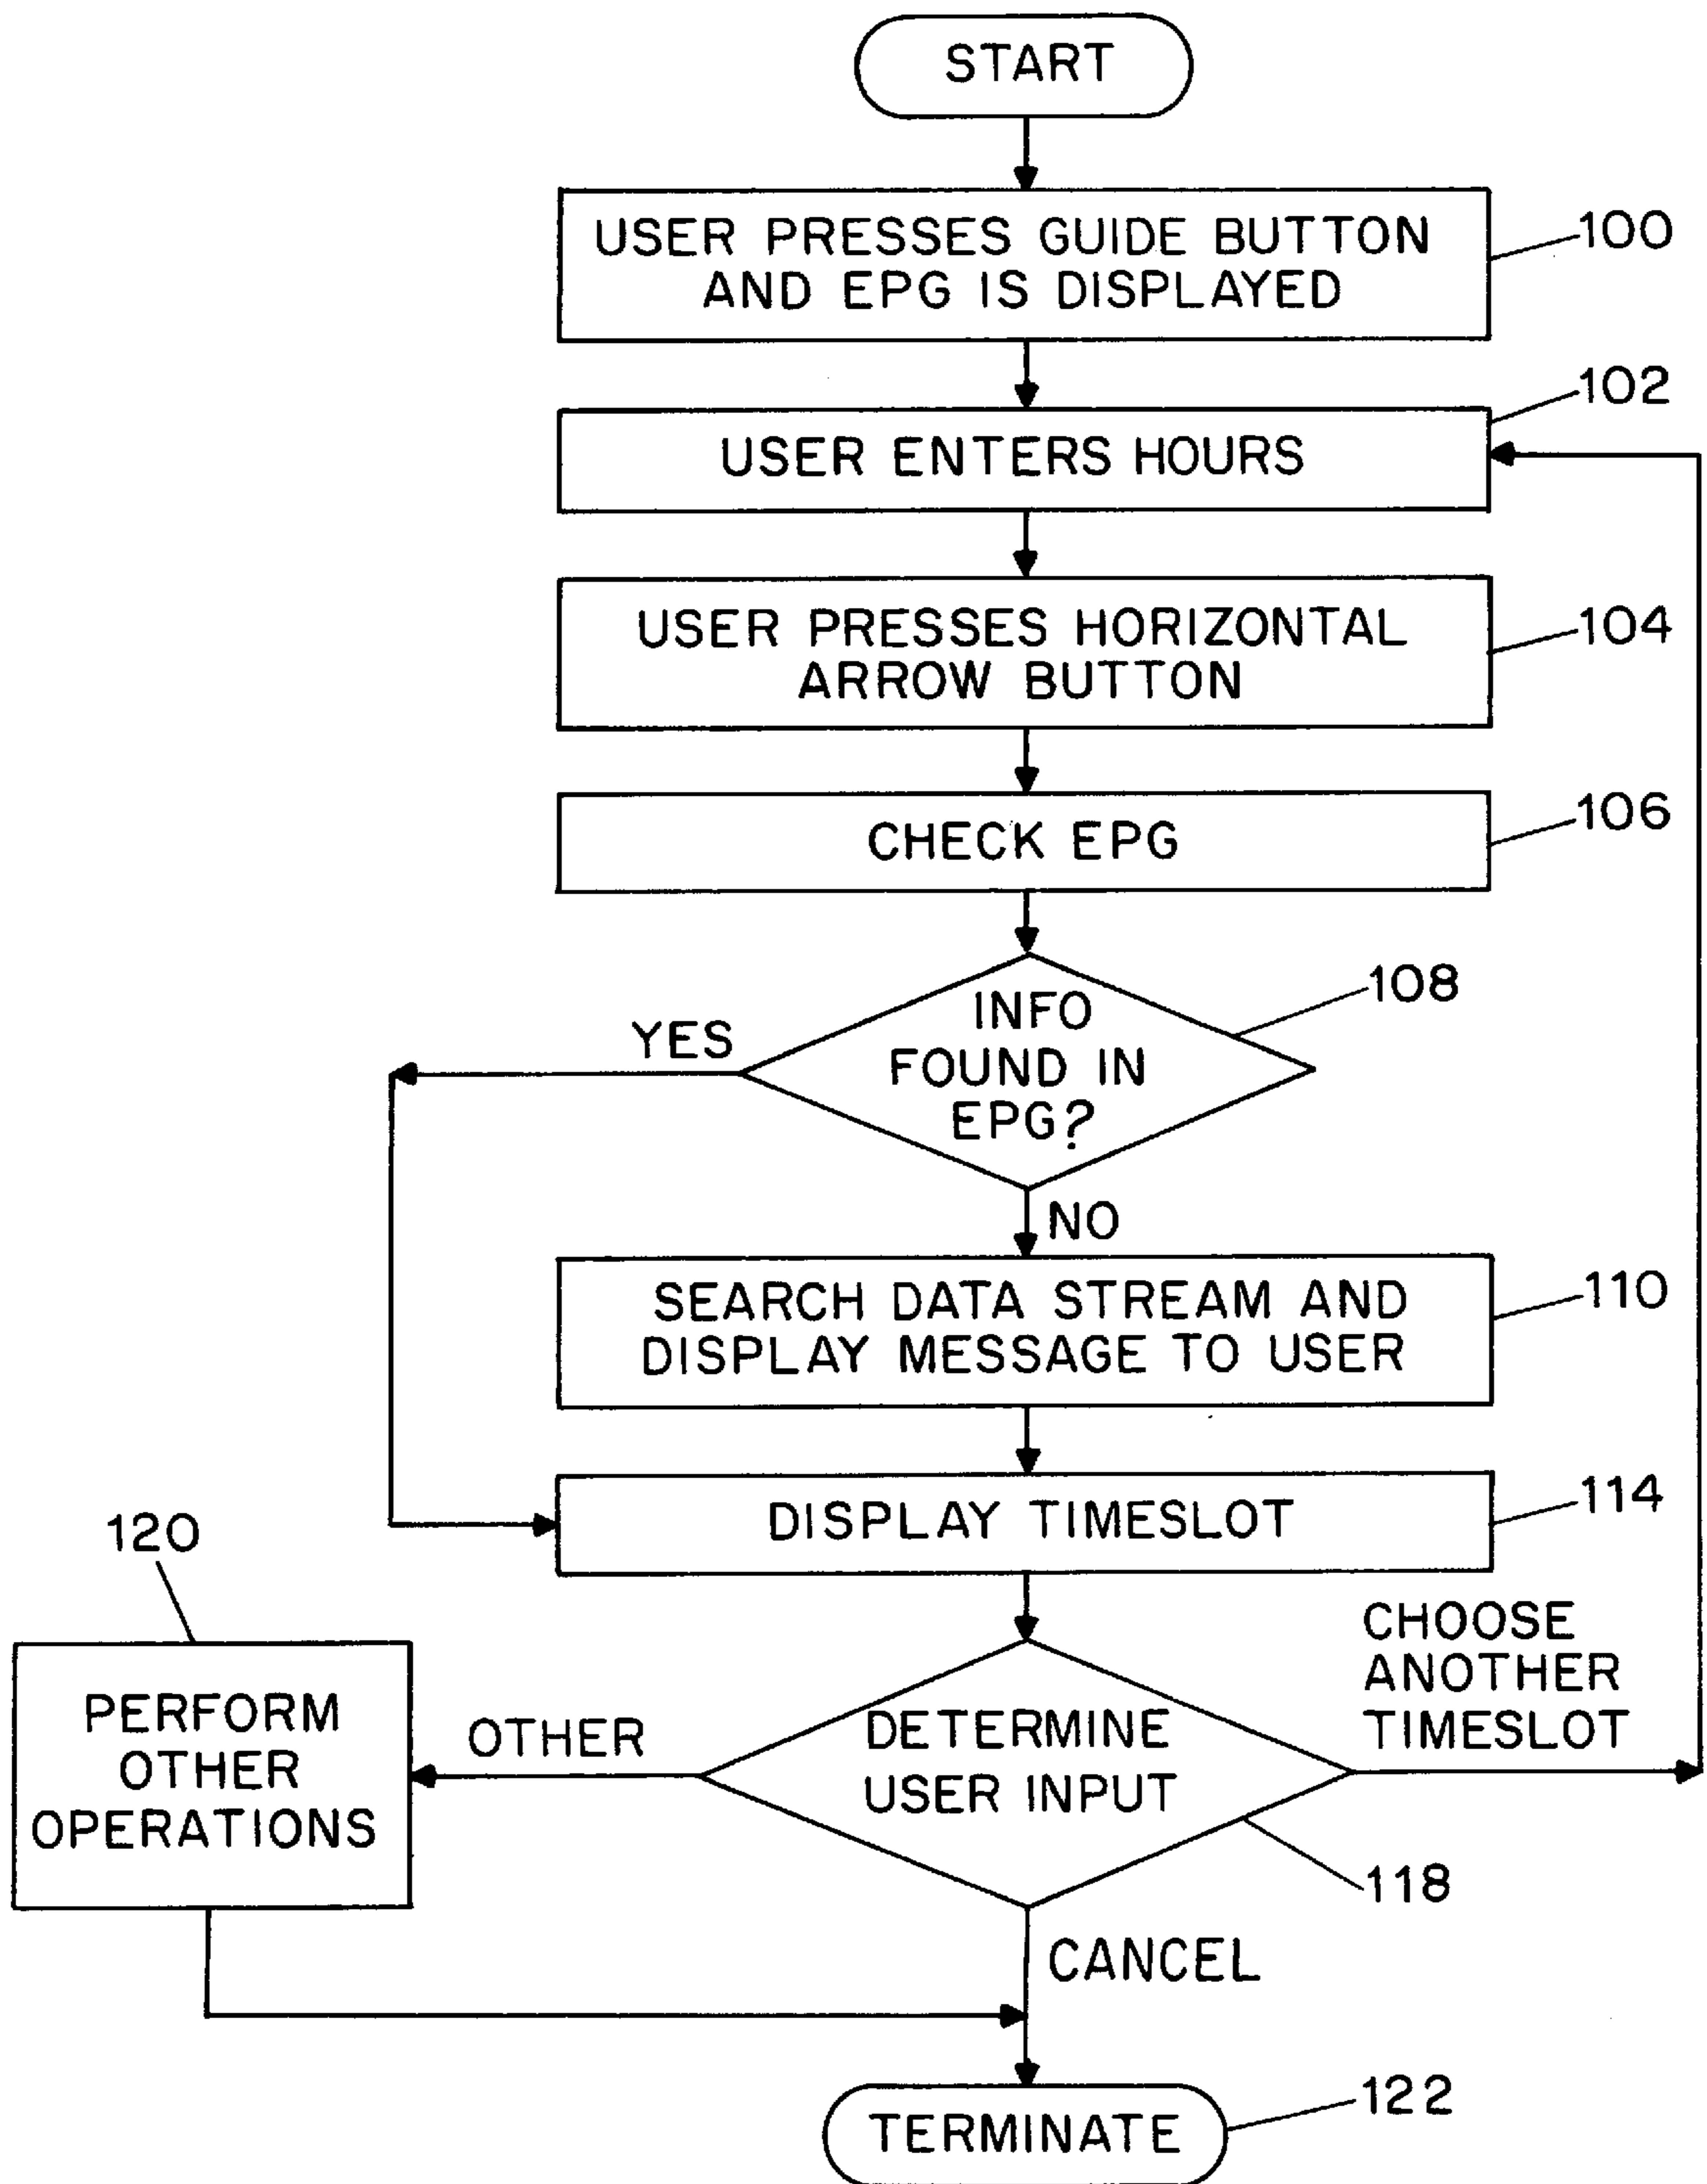 START
USER PRESSES GUIDE BUTTON
AND EPG IS DISPLAYED
100
102
USER ENTERS HOURS
USER PRESSES HORIZONTAL
ARROW BUTTON
104
CHECK EPG
106
INFO
FOUND IN
EPG?
108
YES
NO
SEARCH DATA STREAM AND
DISPLAY MESSAGE TO USER
110
DISPLAY TIMESLOT
114
120
PERFORM
OTHER
OPERATIONS
OTHER
DETERMINE
USER INPUT
CHOOSE
ANOTHER
TIMESLOT
118
CANCEL
TERMINATE
122